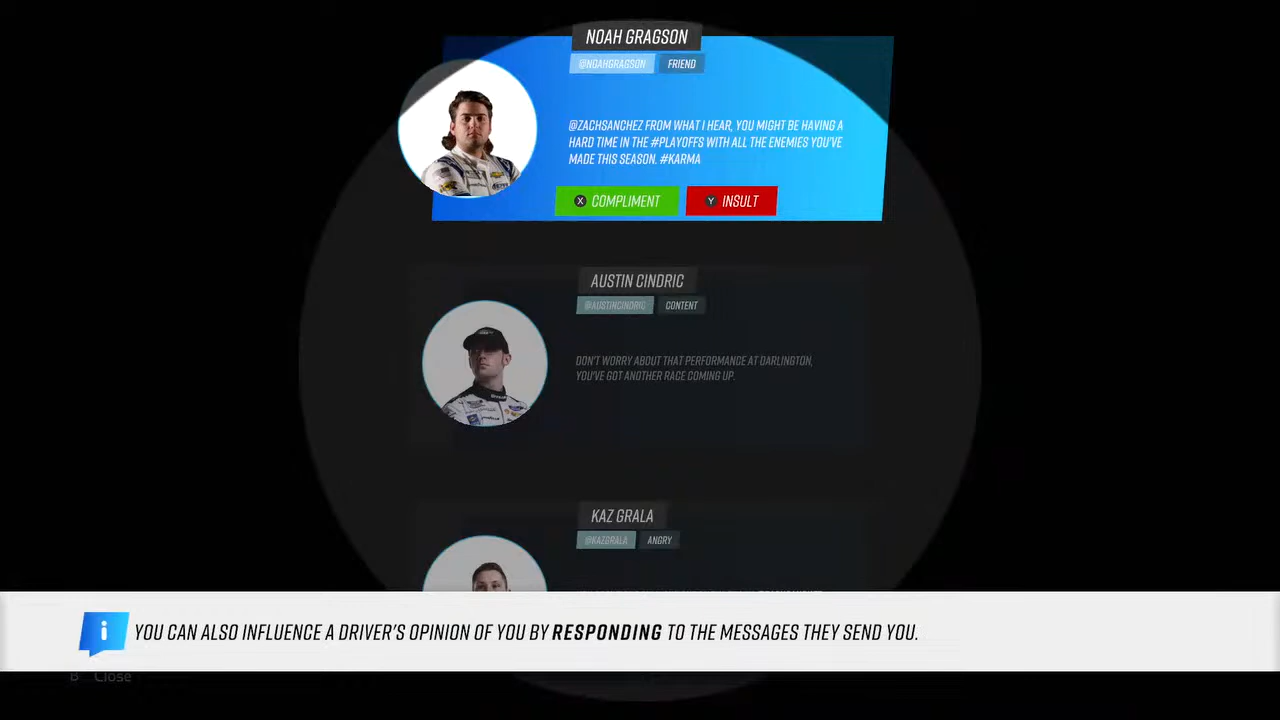 NOAH GRAGSON
@NOAHGRAGSON FRIEND
@ZACHSANCHEZ FROM WHAT I HEAR, YOU MIGHT BE HAVING A
HARD TIME IN THE #PLAYOFFS WITH ALL THE ENEMIES YOU'VE
MADE THIS SEASON. #KARMA
X COMPLIMENT Y INSULT
AUSTIN CINDRIC
@AUSTINCINDRIC CONTENT
DON'T WORRY ABOUT THAT PERFORMANCE AT DARLINGTON,
YOU'VE GOT ANOTHER RACE COMING UP.
KAZ GRALA
@KAZGRALA ANGRY
i YOU CAN ALSO INFLUENCE A DRIVER'S OPINION OF YOU BY RESPONDING TO THE MESSAGES THEY SEND YOU.
B Close